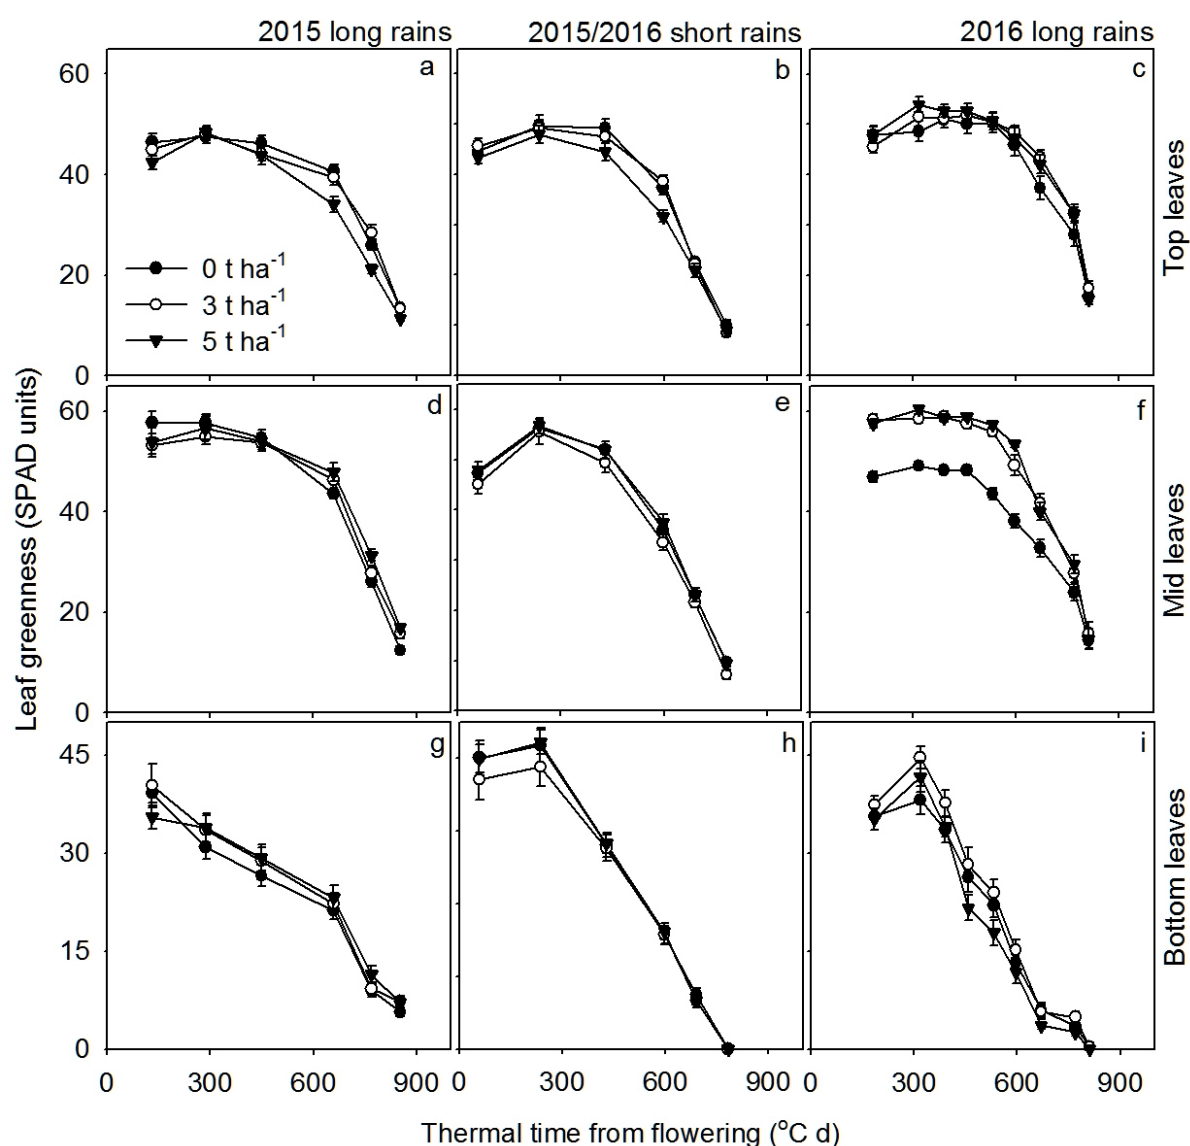 2015 long rains
2015/2016 short rains
2016 long rains
a
b
c
60
40
20
0
0 t ha-1
3 t ha-1
5 t ha-1
Top leaves
d
e
f
60
40
20
0
Mid leaves
Leaf greenness (SPAD units)
g
h
i
45
30
15
0
Bottom leaves
0 300 600 900
0 300 600 900
0 300 600 900
Thermal time from flowering (oC d)